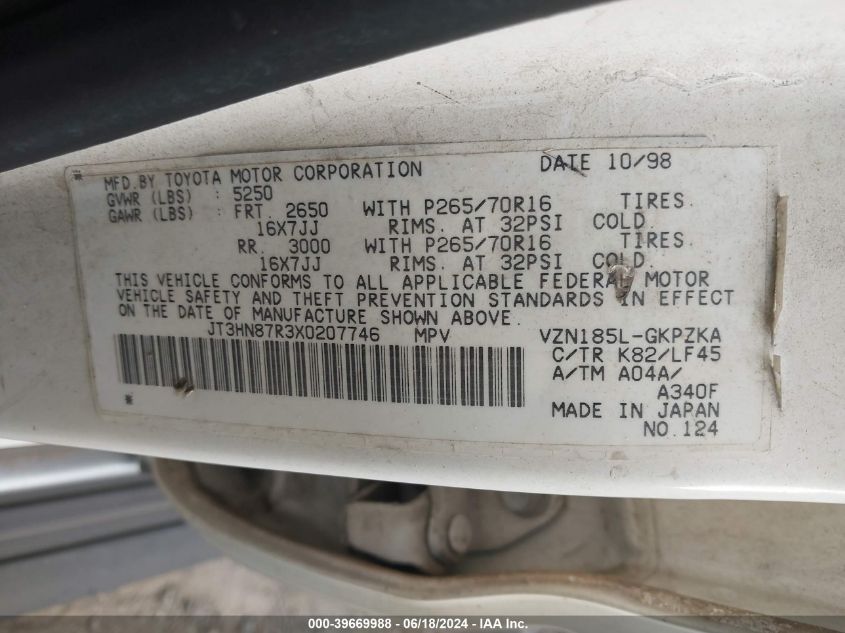 MFD.BY TOYOTA MOTOR CORPORATION DATE 10/98
GVWR (LBS) : 5250
GAWR (LBS) : FRT. 2650 WITH P265/70R16 TIRES.
16X7JJ RIMS. AT 32PSI COLD.
RR. 3000 WITH P265/70R16 TIRES.
16X7JJ RIMS. AT 32PSI COLD.
THIS VEHICLE CONFORMS TO ALL APPLICABLE FEDERAL MOTOR
VEHICLE SAFETY AND THEFT PREVENTION STANDARDS IN EFFECT
ON THE DATE OF MANUFACTURE SHOWN ABOVE.
JT3HN87R3X0207746 MPV VZN185L-GKPZKA
C/TR K82/LF45
A/TM A04A/
A340F
MADE IN JAPAN
NO.124
000-39669988 - 06/18/2024 - IAA Inc.